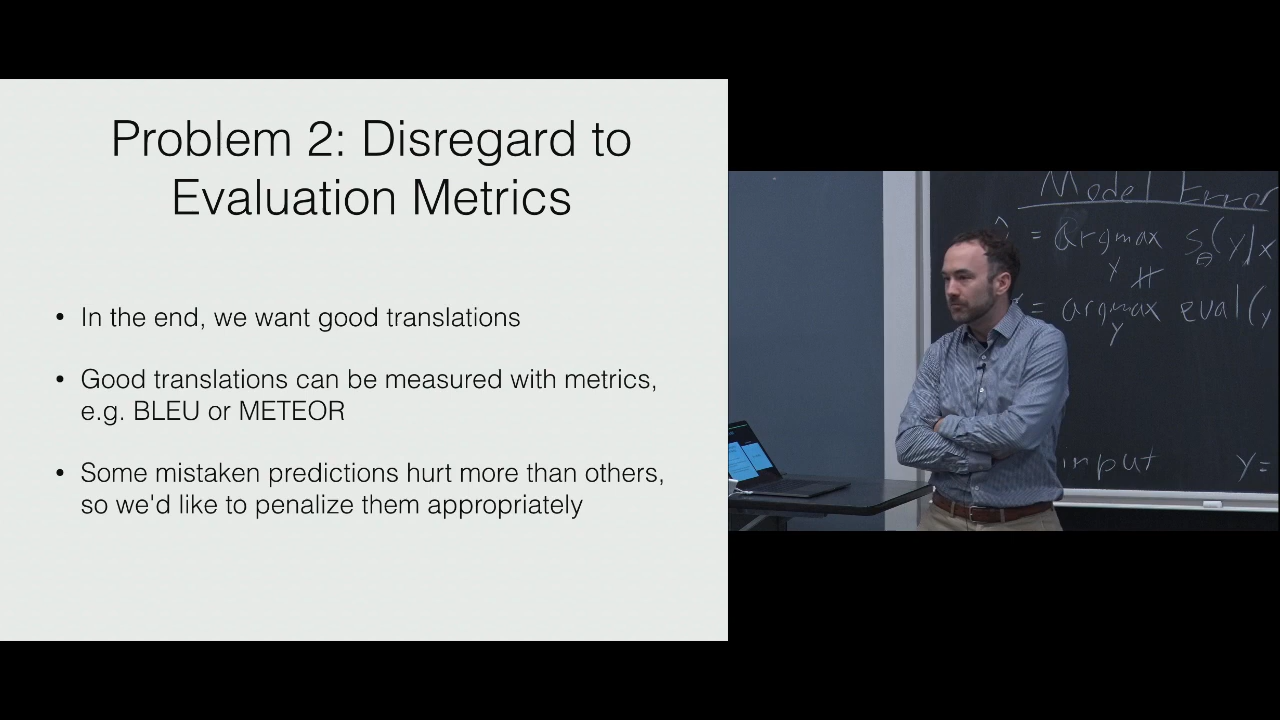 Problem 2: Disregard to
Evaluation Metrics
• In the end, we want good translations
• Good translations can be measured with metrics,
e.g. BLEU or METEOR
• Some mistaken predictions hurt more than others,
so we'd like to penalize them appropriately
Model Error
= argmax s_θ(y|x
y
= argmax eval(y
y
input y=